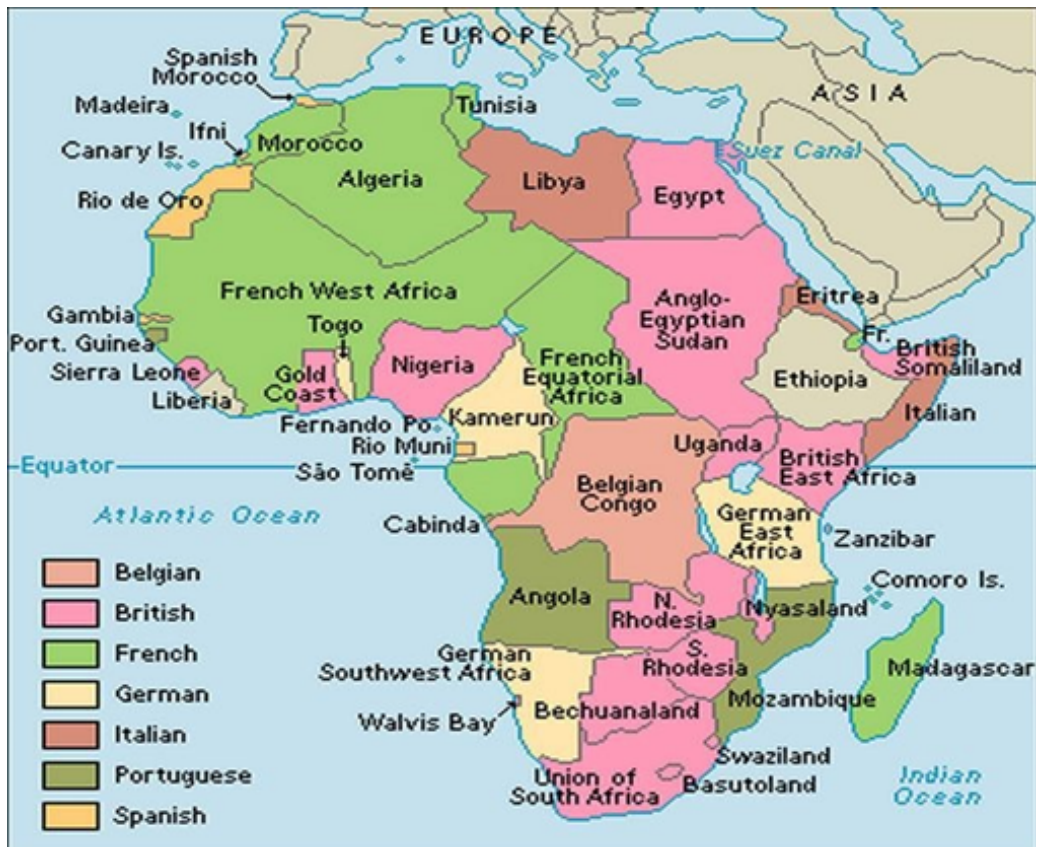 EUROPE
Spanish
Morocco
Madeira
Ifni
Canary Is.
Rio de Oro
Morocco
Tunisia
Algeria
Libya
Egypt
ASIA
Suez Canal
French West Africa
Gambia
Port. Guinea
Sierra Leone
Liberia
Togo
Gold
Coast
Nigeria
French
Equatorial
Africa
Anglo-
Egyptian
Sudan
Eritrea
Fr.
British
Somaliland
Ethiopia
Italian
Fernando Po
Rio Muni
Kamerun
Equator
São Tomé
Uganda
British
East Africa
Belgian
Congo
Atlantic Ocean
Cabinda
German
East
Africa
Zanzibar
Comoro Is.
Angola
N.
Rhodesia
Nyasaland
German
Southwest Africa
S.
Rhodesia
Madagascar
Walvis Bay
Bechuanaland
Mozambique
Swaziland
Union of
South Africa
Basutoland
Indian
Ocean
Belgian
British
French
German
Italian
Portuguese
Spanish